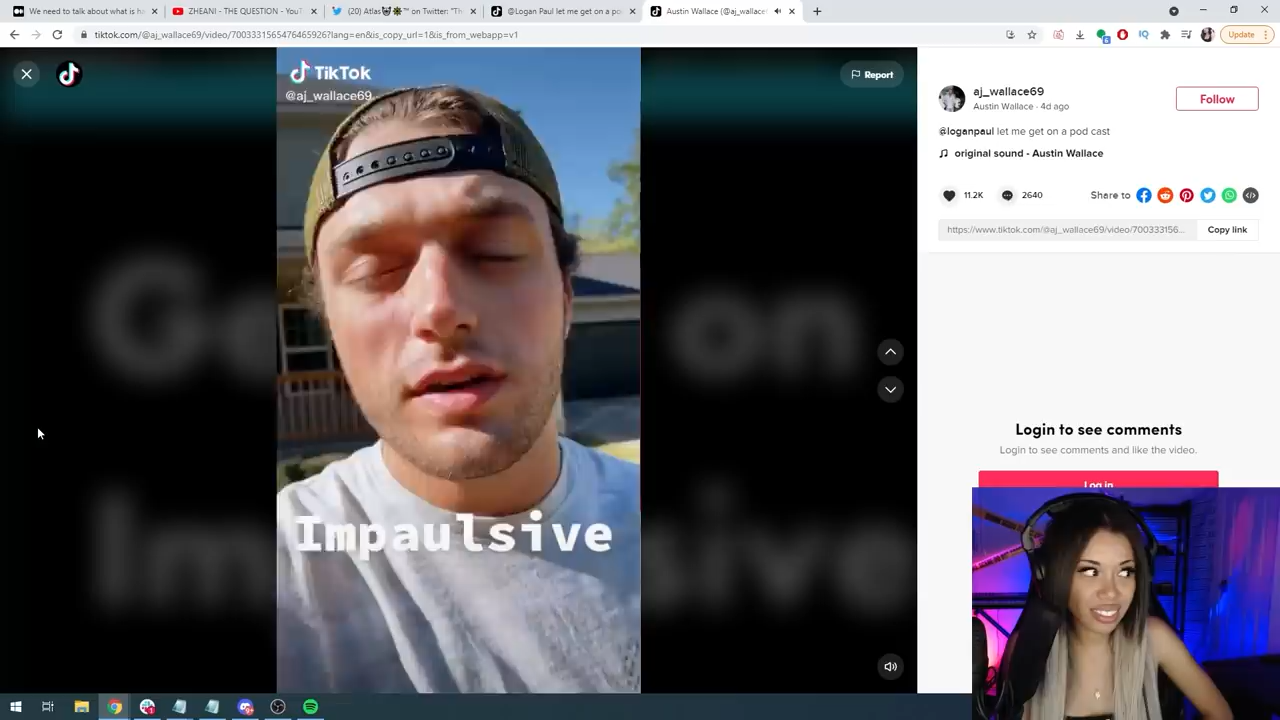 We need to talk about what is ha
ZHEANI - THE QUESTION - YouT
(20) Atlas
on Twitter: "Th
@Logan Paul let me get on a po
Austin Wallace (@aj_wallace
tiktok.com/@aj_wallace69/video/7003331565476465926?lang=en&is_copy_url=1&is_from_webapp=v1
Update
TikTok
@aj_wallace69
Report
Ge on
Impaulsive
aj_wallace69
Austin Wallace · 4d ago
Follow
@loganpaul let me get on a pod cast
original sound - Austin Wallace
11.2K
2640
Share to
https://www.tiktok.com/@aj_wallace69/video/700333156...
Copy link
Login to see comments
Login to see comments and like the video.
Log in